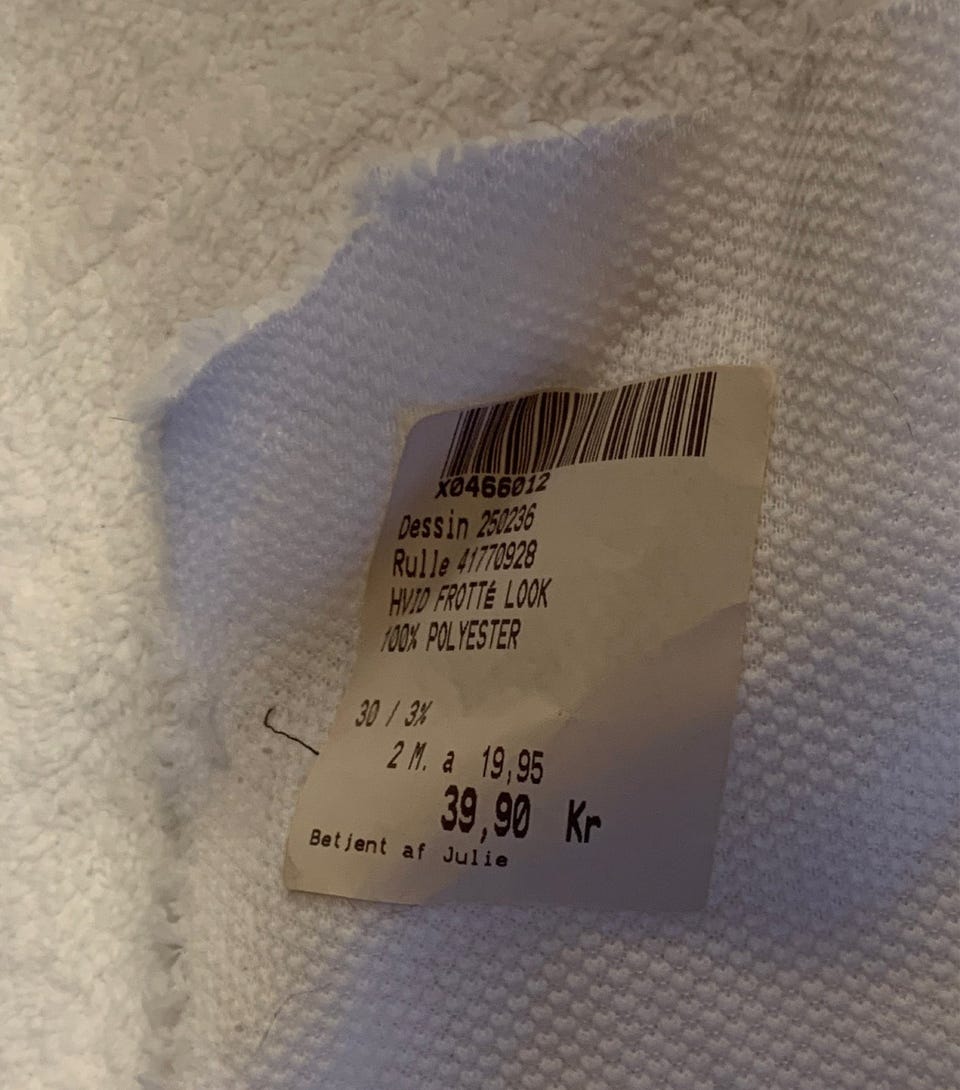 X0466012
Dessin 250236
Rulle 41770928
HVID FROTTÉ LOOK
100% POLYESTER
30 / 3%
2 M. a 19,95
39,90 Kr
Betjent af Julie